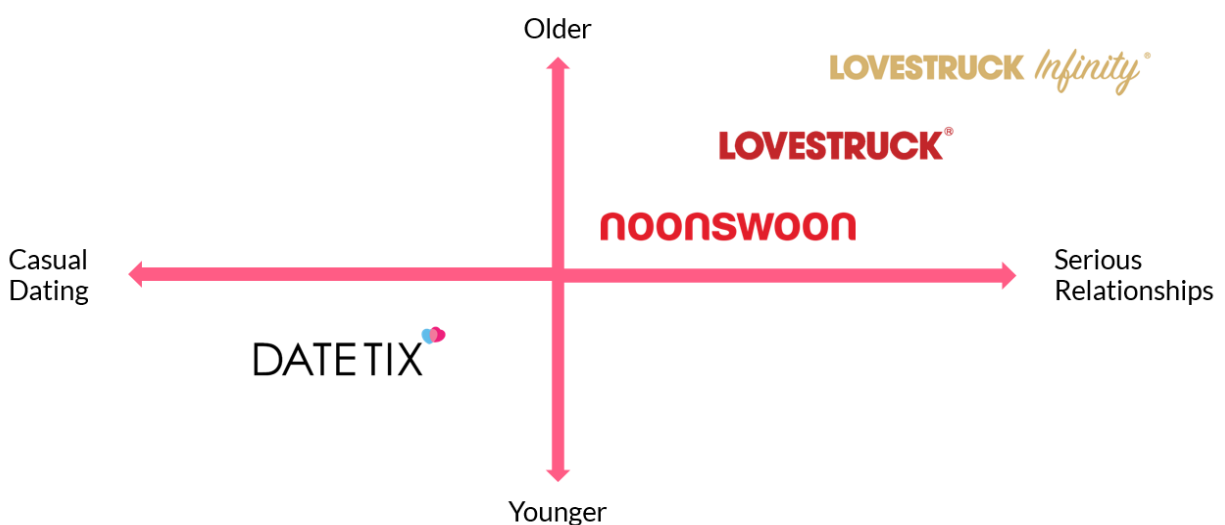 Older
LOVESTRUCK Infinity®
LOVESTRUCK®
noonswoon
Casual
Dating
Serious
Relationships
DATETIX
Younger